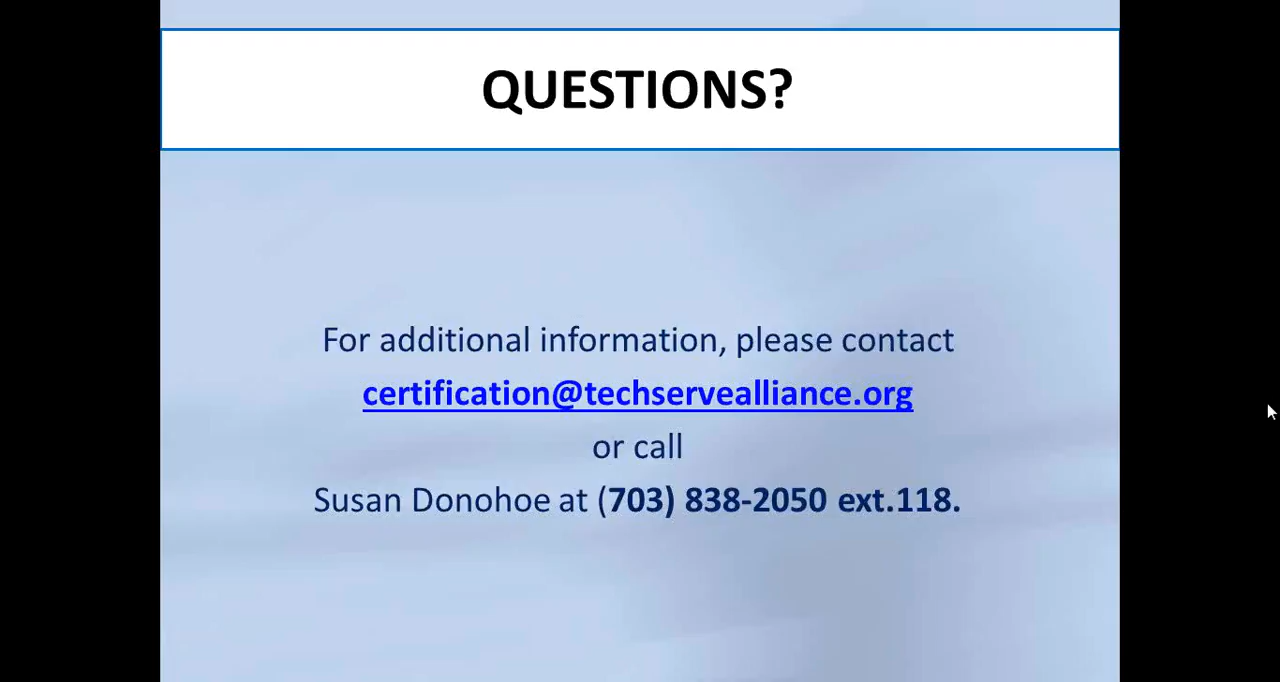 QUESTIONS?
For additional information, please contact
certification@techservealliance.org
or call
Susan Donohoe at (703) 838-2050 ext.118.